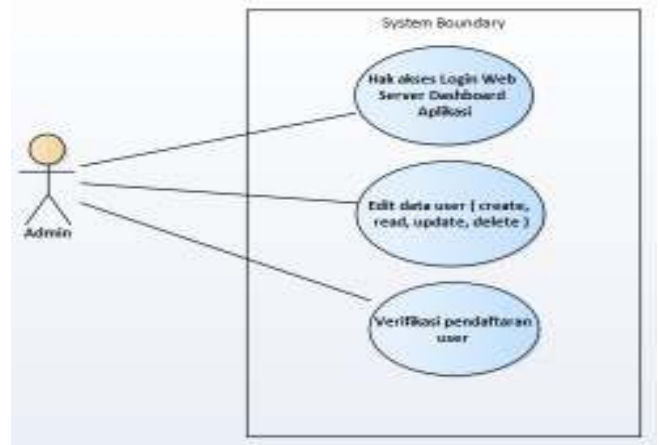 System Boundary
Hak akses Login Web
Server Dashboard
Aplikasi
Edit data user ( create,
read, update, delete )
Admin
Verifikasi pendaftaran
user